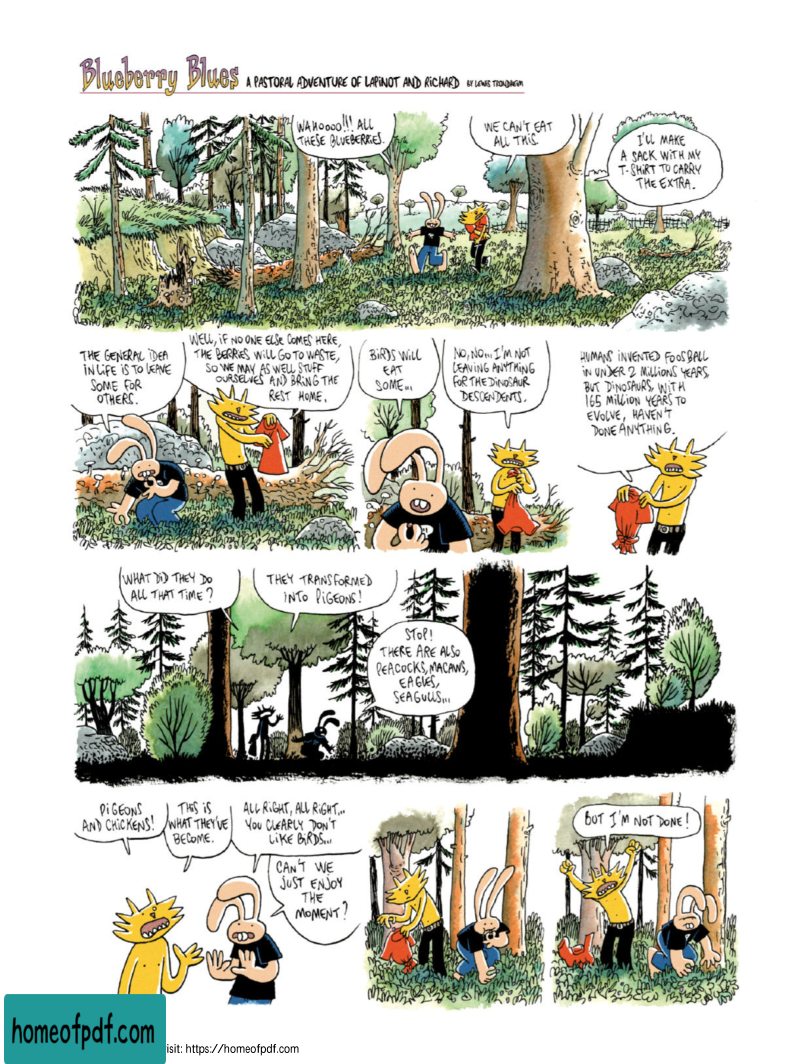 Blueberry Blues A PASTORAL ADVENTURE OF LAPINOT AND RICHARD BY LEWIS TRONDHEIM
WAHOOOO!!! ALL
THESE BLUEBERRIES.
WE CAN'T EAT
ALL THIS.
I'LL MAKE
A SACK WITH MY
T-SHIRT TO CARRY
THE EXTRA.
THE GENERAL IDEA
IN LIFE IS TO LEAVE
SOME FOR
OTHERS.
WELL, IF NO ONE ELSE COMES HERE,
THE BERRIES WILL GO TO WASTE,
SO WE MAY AS WELL STUFF
OURSELVES AND BRING THE
REST HOME.
BIRDS WILL
EAT
SOME...
NO, NO... I'M NOT
LEAVING ANYTHING
FOR THE DINOSAUR
DESCENDENTS.
HUMANS INVENTED FOOSBALL
IN UNDER 2 MILLIONS YEARS,
BUT DINOSAURS, WITH
165 MILLION YEARS TO
EVOLVE, HAVEN'T
DONE ANYTHING.
WHAT DID THEY DO
ALL THAT TIME?
THEY TRANSFORMED
INTO PIGEONS!
STOP!
THERE ARE ALSO
PEACOCKS, MACAWS,
EAGLES,
SEAGULLS...
PIGEONS
AND CHICKENS!
THIS IS
WHAT THEY'VE
BECOME.
ALL RIGHT, ALL RIGHT...
YOU CLEARLY DON'T
LIKE BIRDS...
CAN'T WE
JUST ENJOY
THE
MOMENT?
BUT I'M NOT DONE!
homeofpdf.com
isit: https://homeofpdf.com